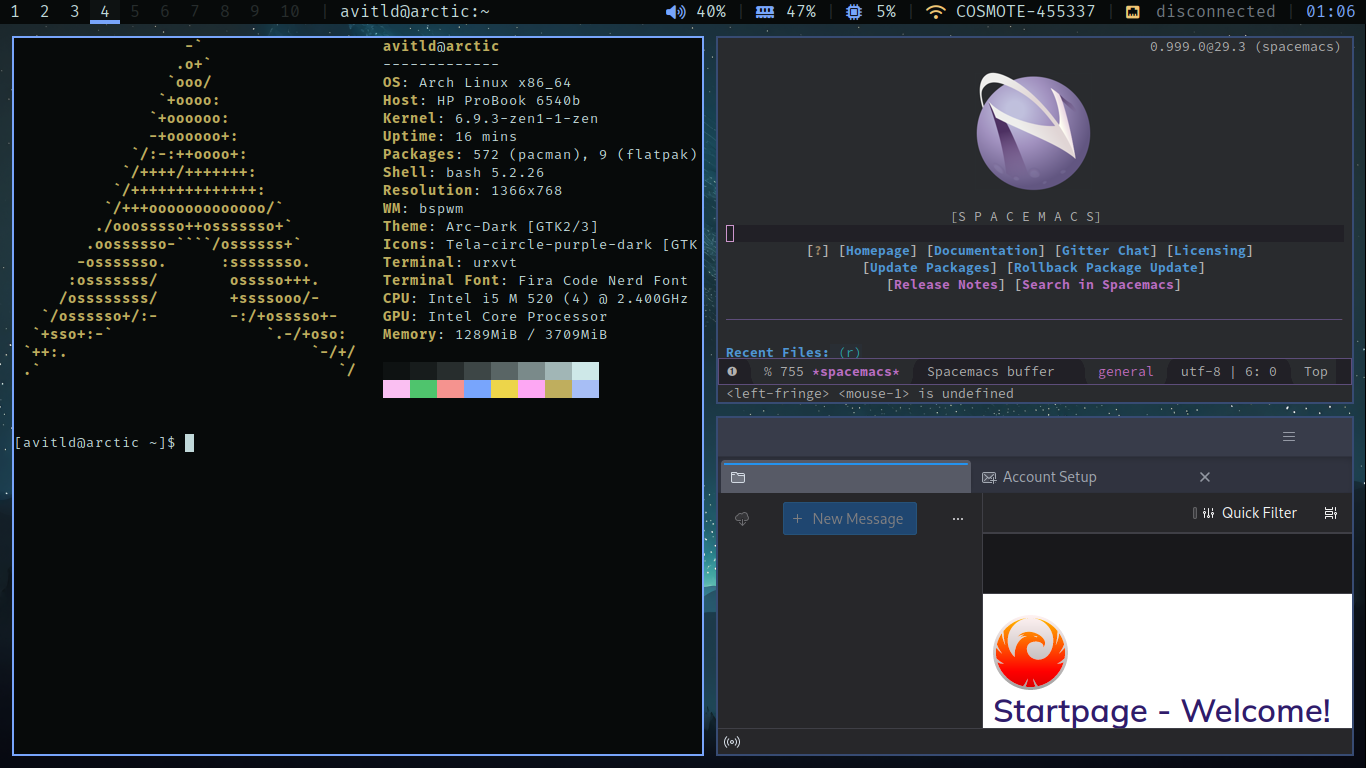 1 2 3 4 5 6 7 8 9 10 | avitld@arctic:~ 40% | 47% | 5% | COSMOTE-455337 | disconnected | 01:06
-`
.o+`
`ooo/
`+oooo:
`+oooooo:
-+oooooo+:
`/:-:++oooo+:
`/++++/+++++++:
`/++++++++++++++:
`/+++ooooooooooooo/`
./ooosssso++osssssso+`
.oossssso-````/ossssss+`
-osssssso. :ssssssso.
:osssssss/ osssso+++.
/ossssssss/ +ssssooo/-
`/ossssso+/:- -:/+osssso+-
`+sso+:-` `.-/+oso:
`++:. `-/+/
.` `/
avitld@arctic
-------------
OS: Arch Linux x86_64
Host: HP ProBook 6540b
Kernel: 6.9.3-zen1-1-zen
Uptime: 16 mins
Packages: 572 (pacman), 9 (flatpak)
Shell: bash 5.2.26
Resolution: 1366x768
WM: bspwm
Theme: Arc-Dark [GTK2/3]
Icons: Tela-circle-purple-dark [GTK
Terminal: urxvt
Terminal Font: Fira Code Nerd Font
CPU: Intel i5 M 520 (4) @ 2.400GHz
GPU: Intel Core Processor
Memory: 1289MiB / 3709MiB
[avitld@arctic ~]$
0.999.0@29.3 (spacemacs)
[S P A C E M A C S]
[?] [Homepage] [Documentation] [Gitter Chat] [Licensing]
[Update Packages] [Rollback Package Update]
[Release Notes] [Search in Spacemacs]
Recent Files: (r)
1 % 755 *spacemacs* Spacemacs buffer general utf-8 | 6: 0 Top
<left-fringe> <mouse-1> is undefined
Account Setup
+ New Message ... Quick Filter
Startpage - Welcome!